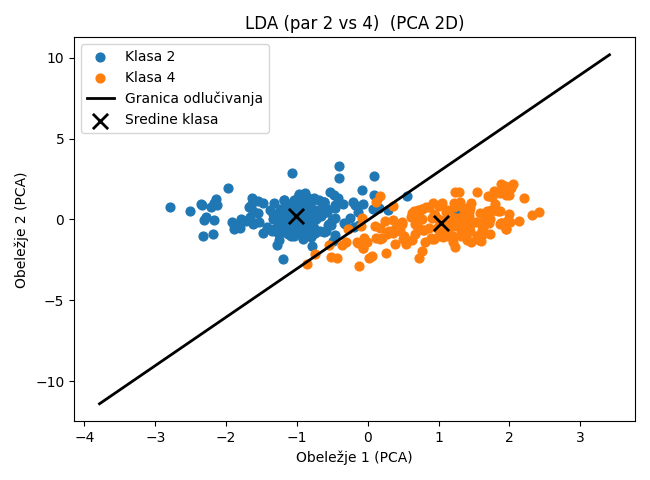 LDA (par 2 vs 4)  (PCA 2D)
Klasa 2
Klasa 4
Granica odlučivanja
Sredine klasa
Obeležje 2 (PCA)
10
5
0
−5
−10
−4 −3 −2 −1 0 1 2 3
Obeležje 1 (PCA)